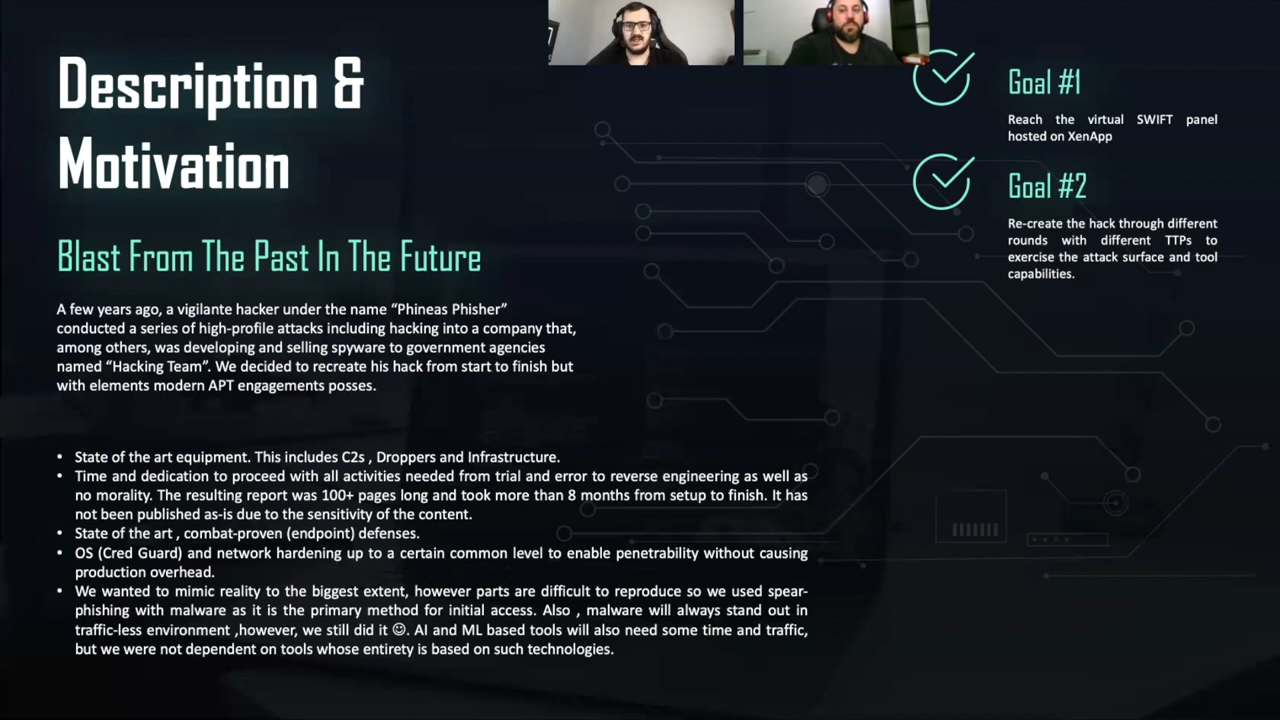 Description &
Motivation
Blast From The Past In The Future
A few years ago, a vigilante hacker under the name “Phineas Phisher”
conducted a series of high-profile attacks including hacking into a company that,
among others, was developing and selling spyware to government agencies
named “Hacking Team”. We decided to recreate his hack from start to finish but
with elements modern APT engagements posses.
• State of the art equipment. This includes C2s , Droppers and Infrastructure.
• Time and dedication to proceed with all activities needed from trial and error to reverse engineering as well as
no morality. The resulting report was 100+ pages long and took more than 8 months from setup to finish. It has
not been published as-is due to the sensitivity of the content.
• State of the art , combat-proven (endpoint) defenses.
• OS (Cred Guard) and network hardening up to a certain common level to enable penetrability without causing
production overhead.
• We wanted to mimic reality to the biggest extent, however parts are difficult to reproduce so we used spear-
phishing with malware as it is the primary method for initial access. Also , malware will always stand out in
traffic-less environment ,however, we still did it ☺. AI and ML based tools will also need some time and traffic,
but we were not dependent on tools whose entirety is based on such technologies.
Goal #1
Reach the virtual SWIFT panel
hosted on XenApp
Goal #2
Re-create the hack through different
rounds with different TTPs to
exercise the attack surface and tool
capabilities.